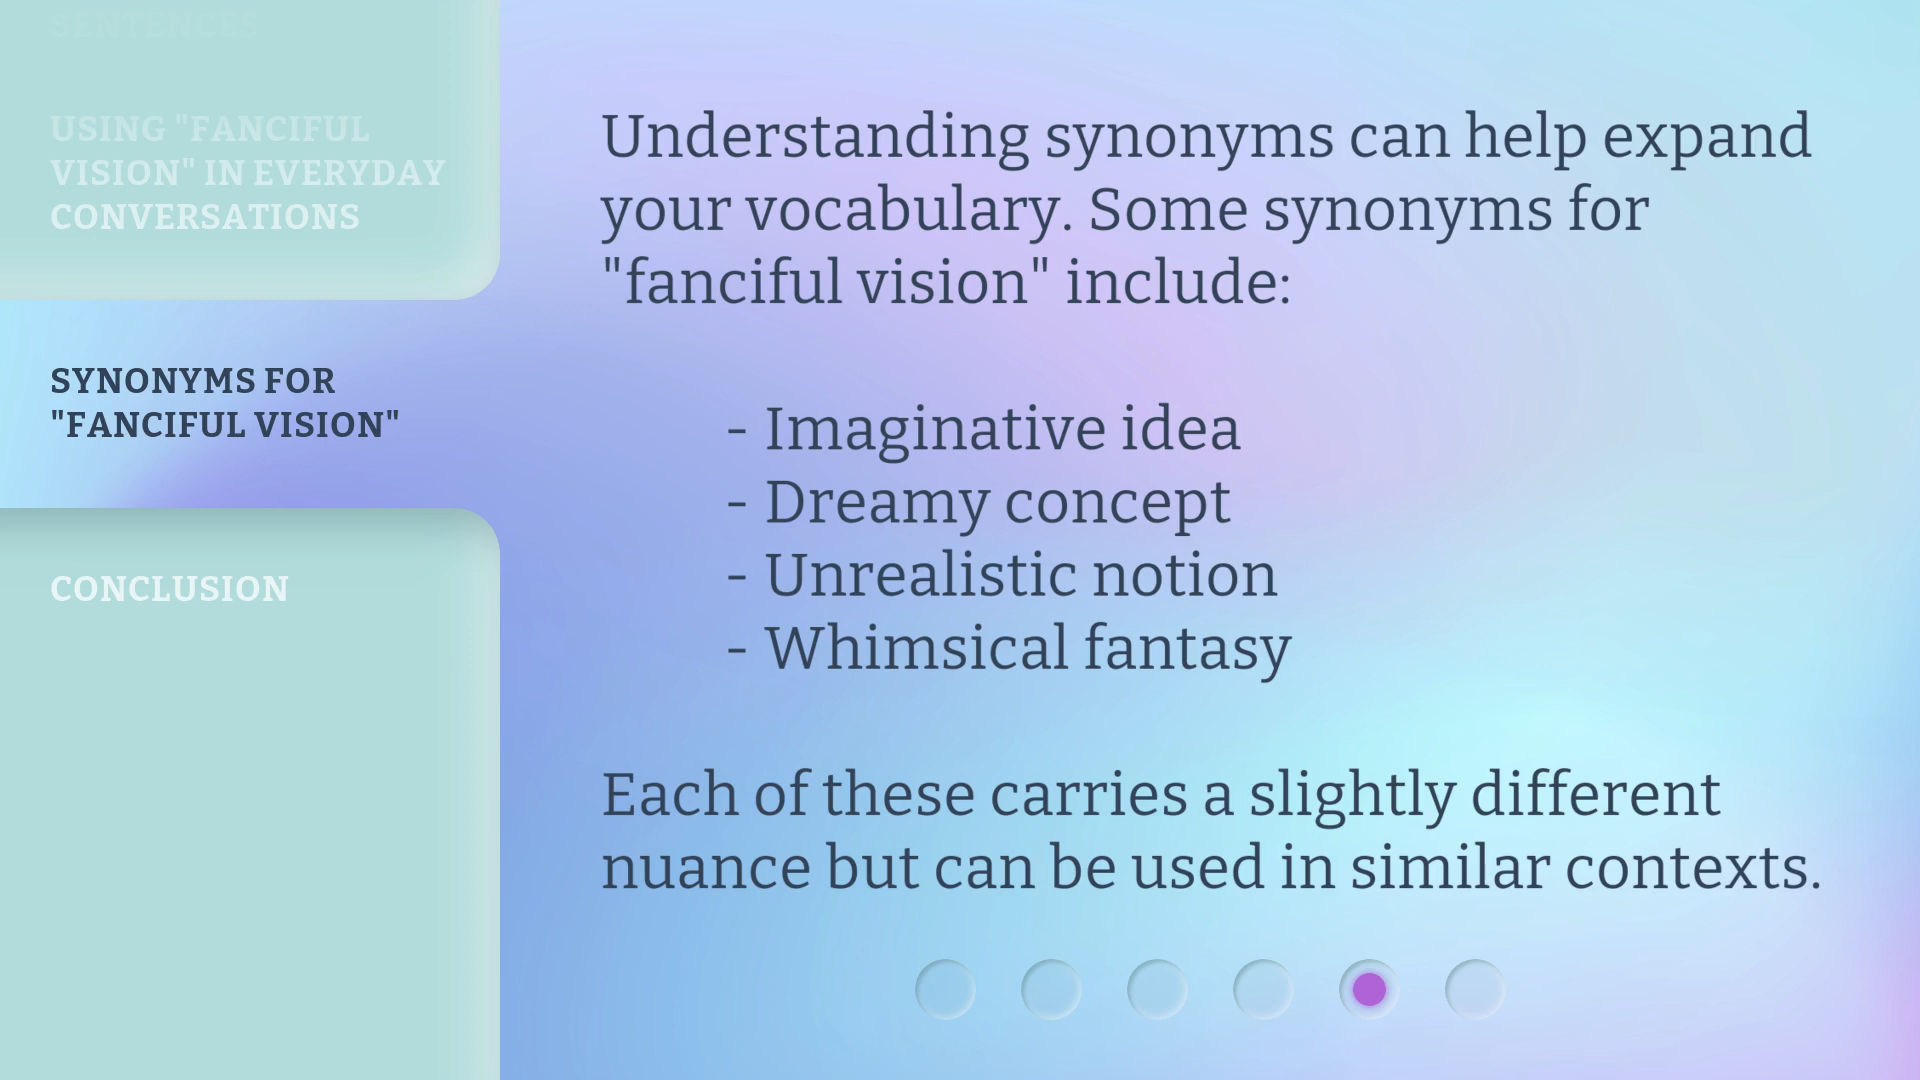 SENTENCES
USING "FANCIFUL
VISION" IN EVERYDAY
CONVERSATIONS
SYNONYMS FOR
"FANCIFUL VISION"
CONCLUSION
Understanding synonyms can help expand
your vocabulary. Some synonyms for
"fanciful vision" include:
- Imaginative idea
- Dreamy concept
- Unrealistic notion
- Whimsical fantasy
Each of these carries a slightly different
nuance but can be used in similar contexts.